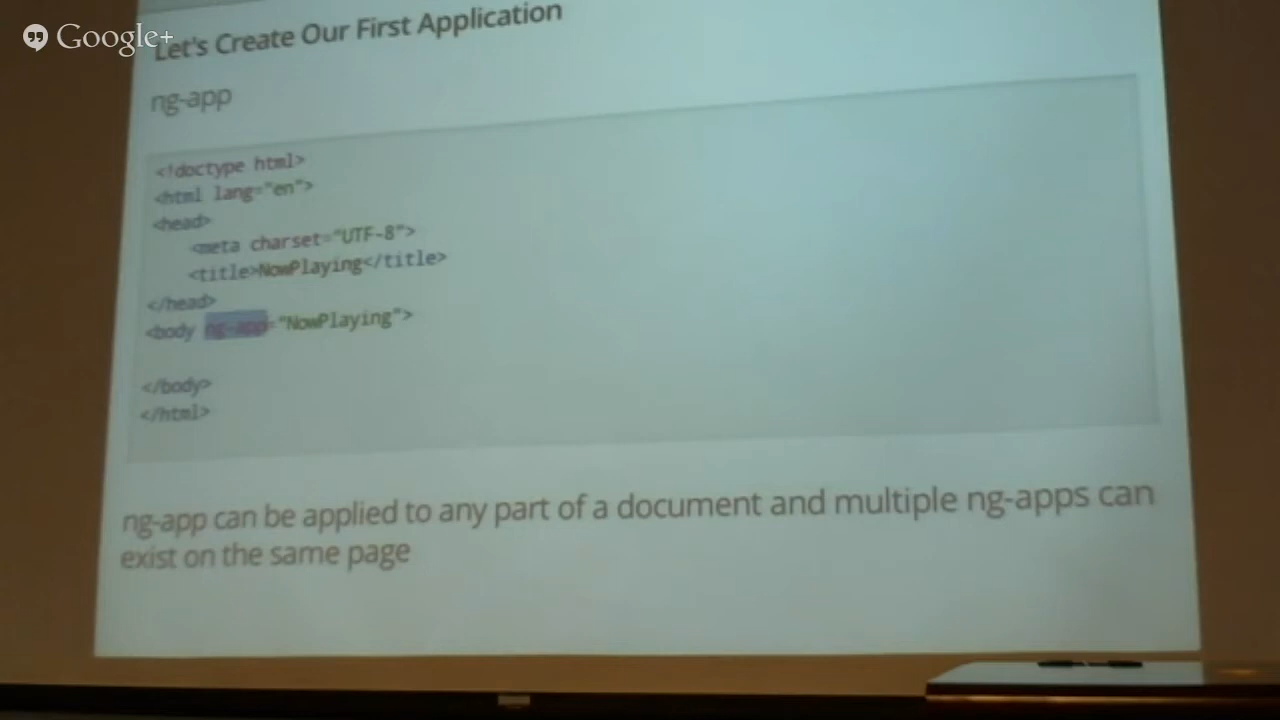 Google+
Let's Create Our First Application
ng-app
<!doctype html>
<html lang="en">
<head>
<meta charset="UTF-8">
<title>NowPlaying</title>
</head>
<body ng-app="NowPlaying">
</body>
</html>
ng-app can be applied to any part of a document and multiple ng-apps can
exist on the same page